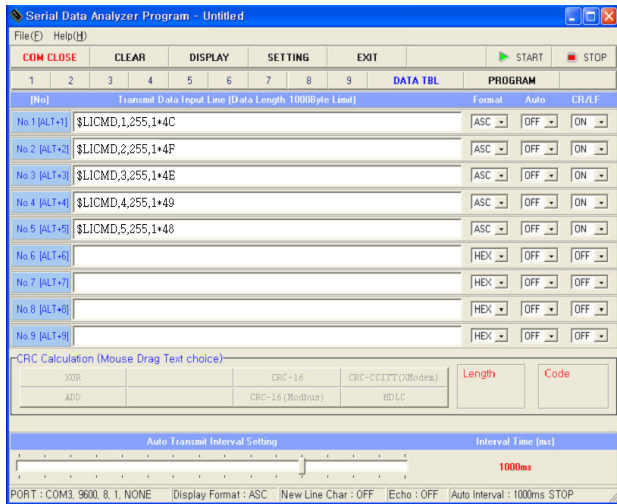 Serial Data Analyzer Program - Untitled
File(F) Help(H)
COM CLOSE CLEAR DISPLAY SETTING EXIT START STOP
1 2 3 4 5 6 7 8 9 DATA TBL PROGRAM
[No] Transmit Data Input Line (Data Length 1000Byte Limit) Format Auto CR/LF
No.1 [ALT+1] $LICMD,1,255,1*4C ASC OFF ON
No.2 [ALT+2] $LICMD,2,255,1*4F ASC OFF ON
No.3 [ALT+3] $LICMD,3,255,1*4E ASC OFF ON
No.4 [ALT+4] $LICMD,4,255,1*49 ASC OFF ON
No.5 [ALT+5] $LICMD,5,255,1*48 ASC OFF ON
No.6 [ALT+6] HEX OFF OFF
No.7 [ALT+7] HEX OFF OFF
No.8 [ALT+8] HEX OFF OFF
No.9 [ALT+9] HEX OFF OFF
CRC Calculation (Mouse Drag Text choice)
XOR CRC-16 CRC-CCITT(XModem) Length Code
ADD CRC-16(Modbus) HDLC
Auto Transmit Interval Setting Interval Time (ms)
1000ms
PORT : COM3, 9600, 8, 1, NONE Display Format : ASC New Line Char : OFF Echo : OFF Auto Interval : 1000ms STOP